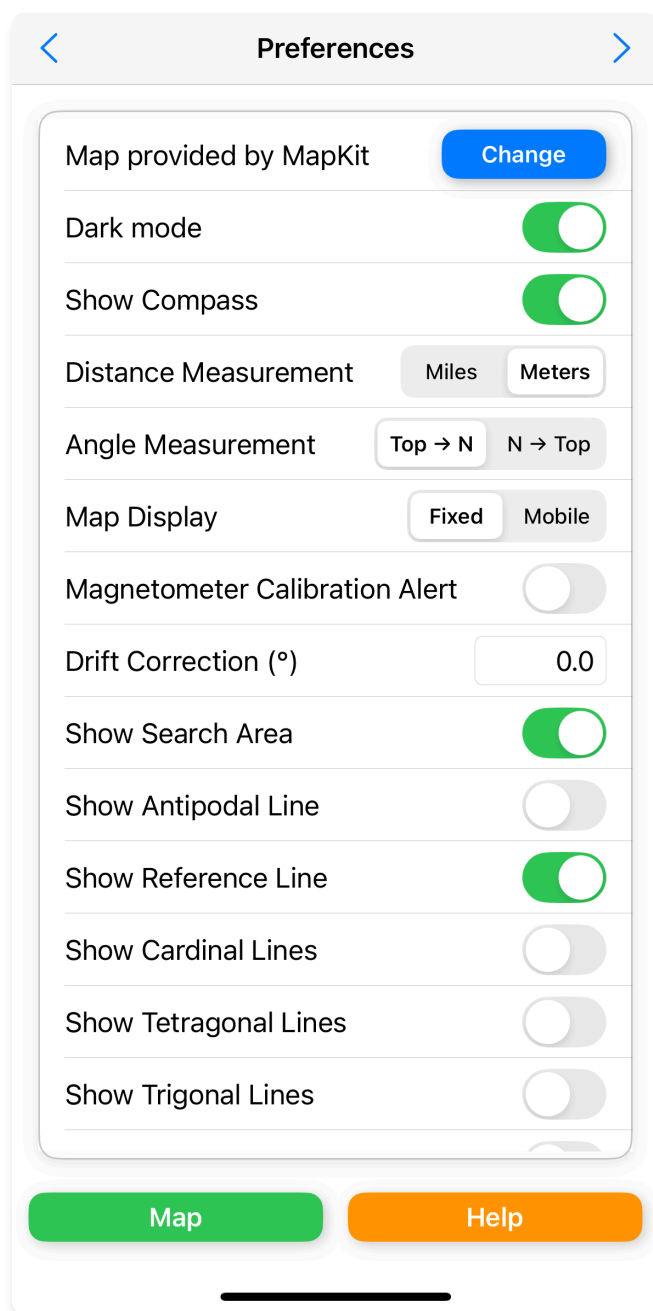 Preferences
Map provided by MapKit Change
Dark mode
Show Compass
Distance Measurement Miles Meters
Angle Measurement Top → N N → Top
Map Display Fixed Mobile
Magnetometer Calibration Alert
Drift Correction (°) 0.0
Show Search Area
Show Antipodal Line
Show Reference Line
Show Cardinal Lines
Show Tetragonal Lines
Show Trigonal Lines
Map Help